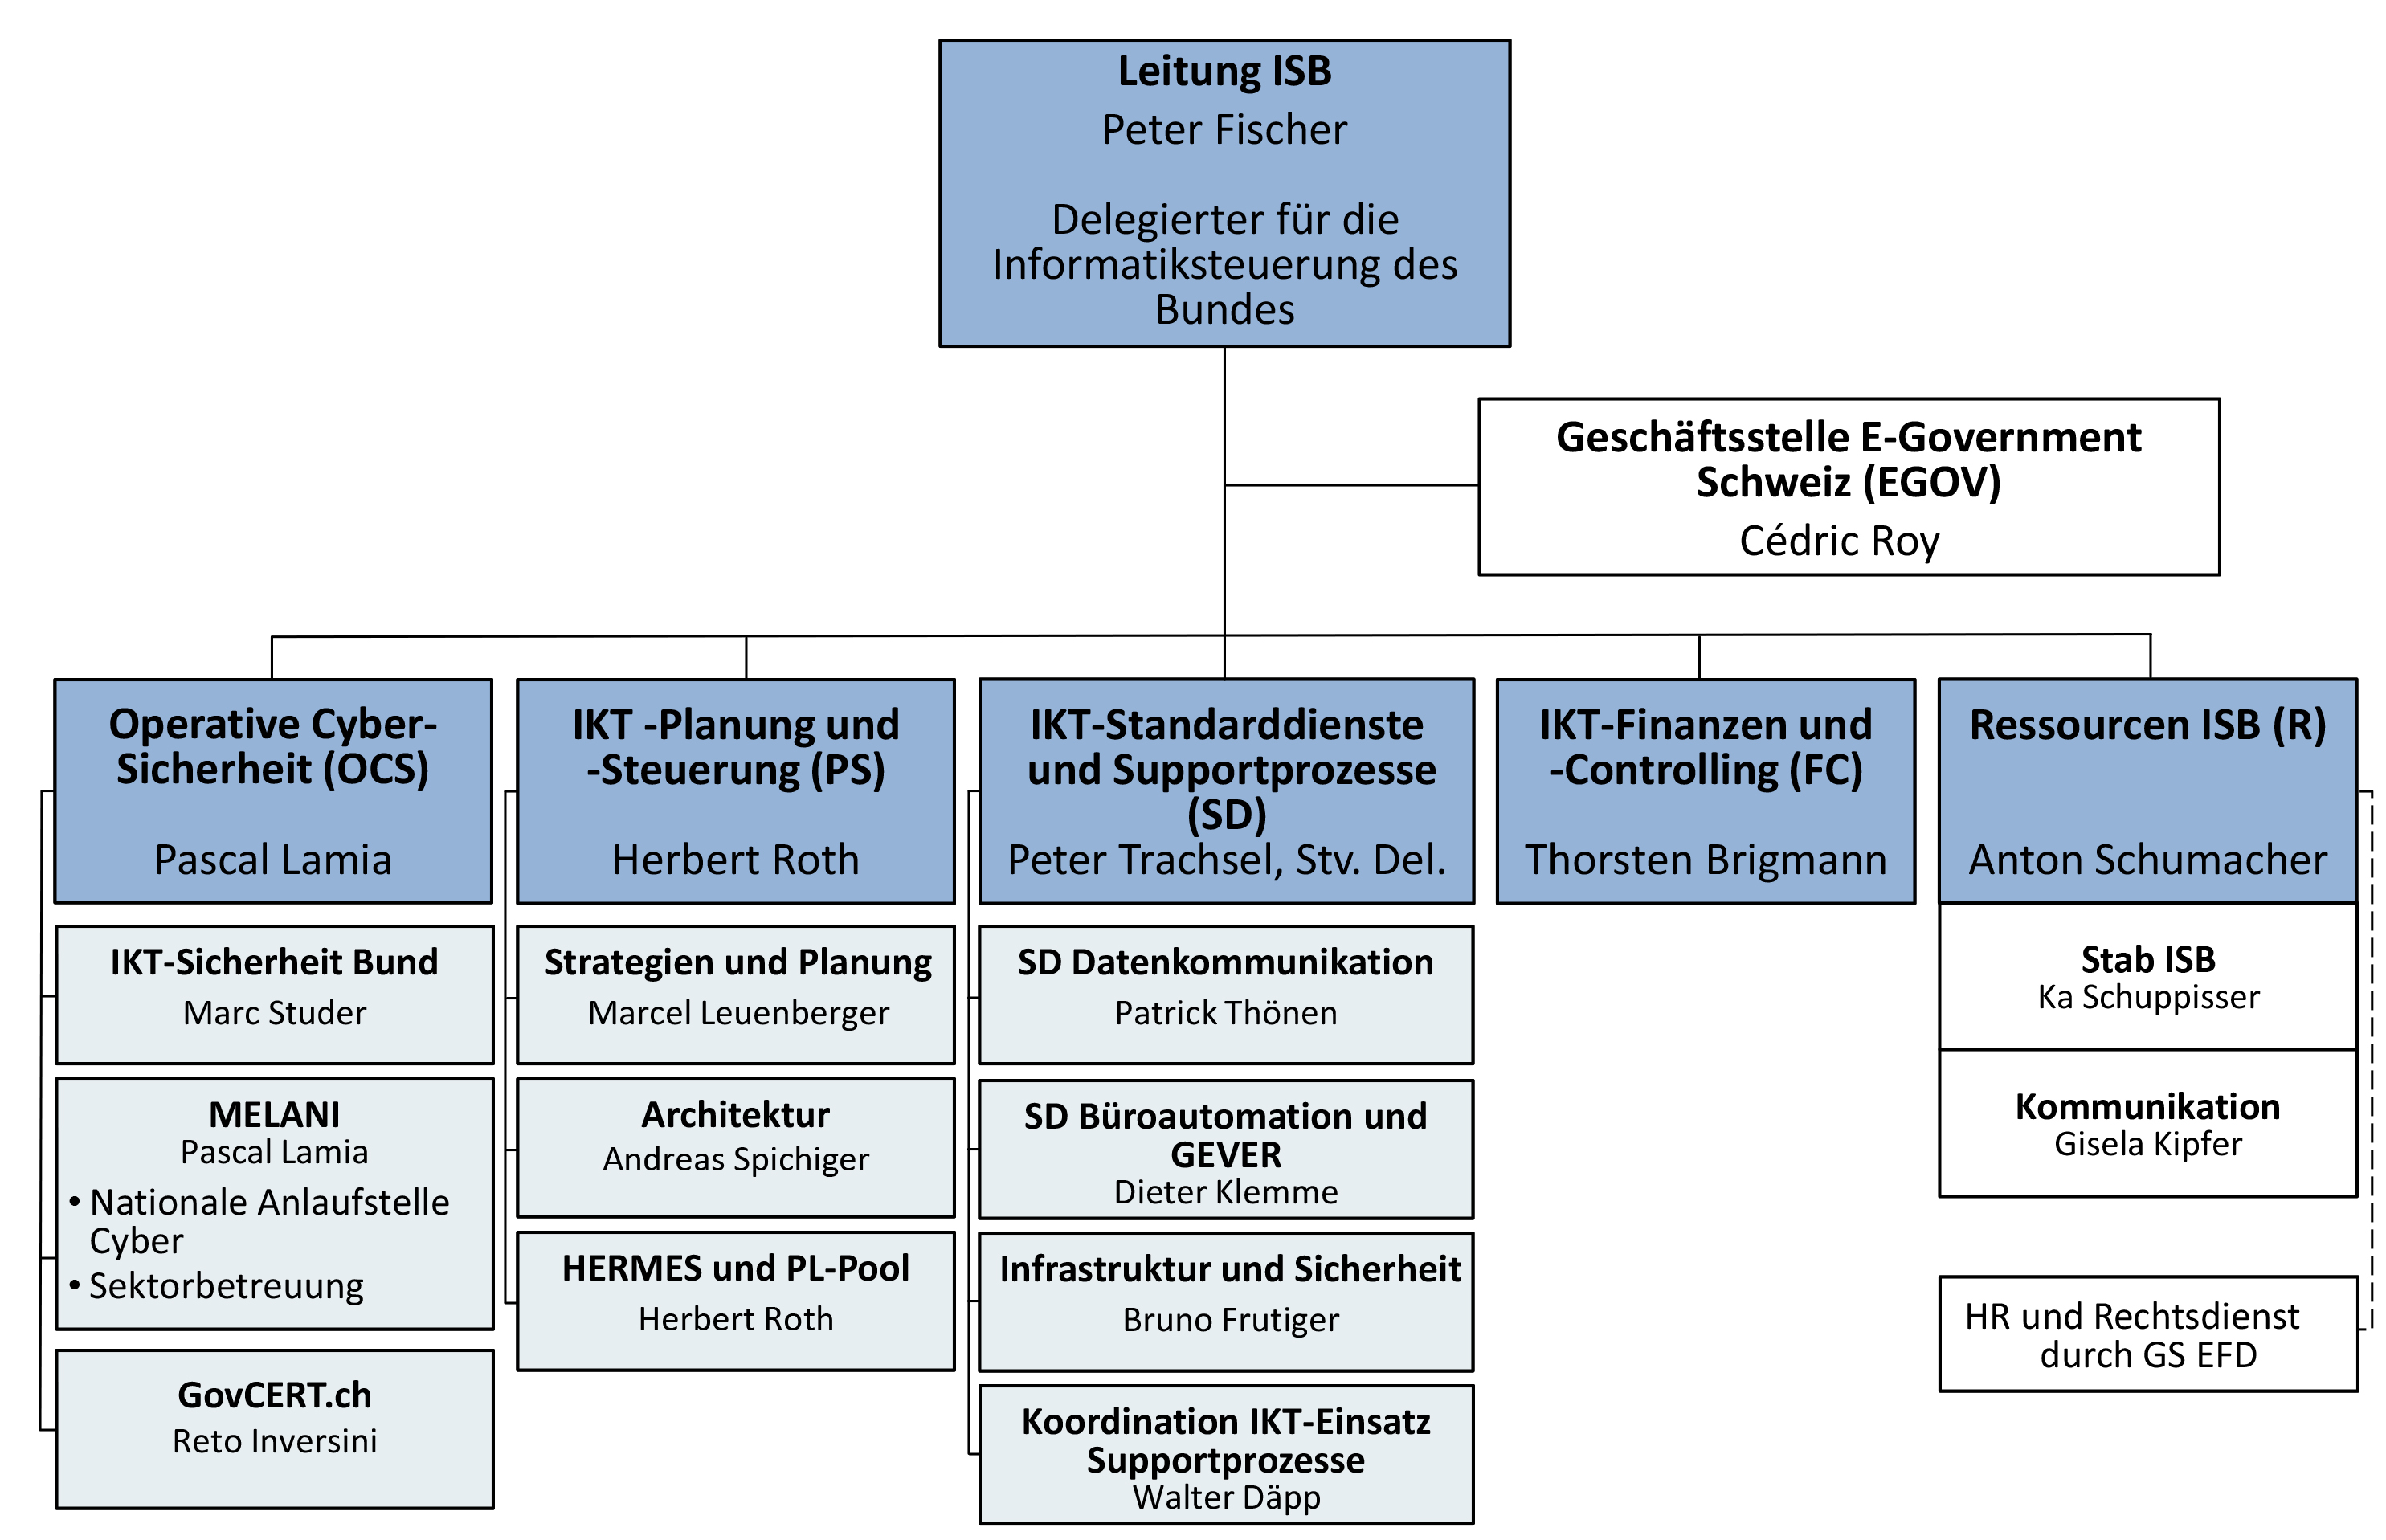 Leitung ISB
Peter Fischer
Delegierter für die
Informatiksteuerung des
Bundes
Geschäftsstelle E-Government
Schweiz (EGOV)
Cédric Roy
Operative Cyber-
Sicherheit (OCS)
Pascal Lamia
IKT-Sicherheit Bund
Marc Studer
MELANI
Pascal Lamia
• Nationale Anlaufstelle
Cyber
• Sektorbetreuung
GovCERT.ch
Reto Inversini
IKT -Planung und
-Steuerung (PS)
Herbert Roth
Strategien und Planung
Marcel Leuenberger
Architektur
Andreas Spichiger
HERMES und PL-Pool
Herbert Roth
IKT-Standarddienste
und Supportprozesse
(SD)
Peter Trachsel, Stv. Del.
SD Datenkommunikation
Patrick Thönen
SD Büroautomation und
GEVER
Dieter Klemme
Infrastruktur und Sicherheit
Bruno Frutiger
Koordination IKT-Einsatz
Supportprozesse
Walter Däpp
IKT-Finanzen und
-Controlling (FC)
Thorsten Brigmann
Ressourcen ISB (R)
Anton Schumacher
Stab ISB
Ka Schuppisser
Kommunikation
Gisela Kipfer
HR und Rechtsdienst
durch GS EFD